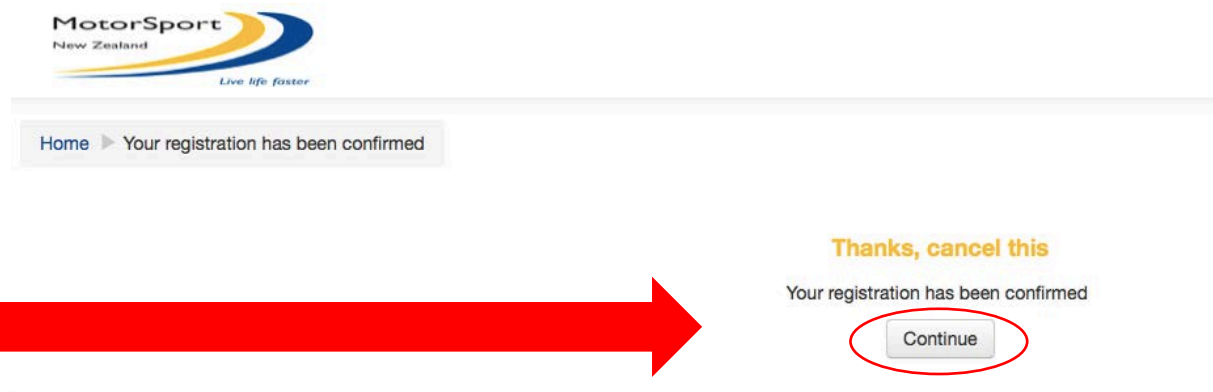 MotorSport
New Zealand
Live life faster
Home Your registration has been confirmed
Thanks, cancel this
Your registration has been confirmed
Continue